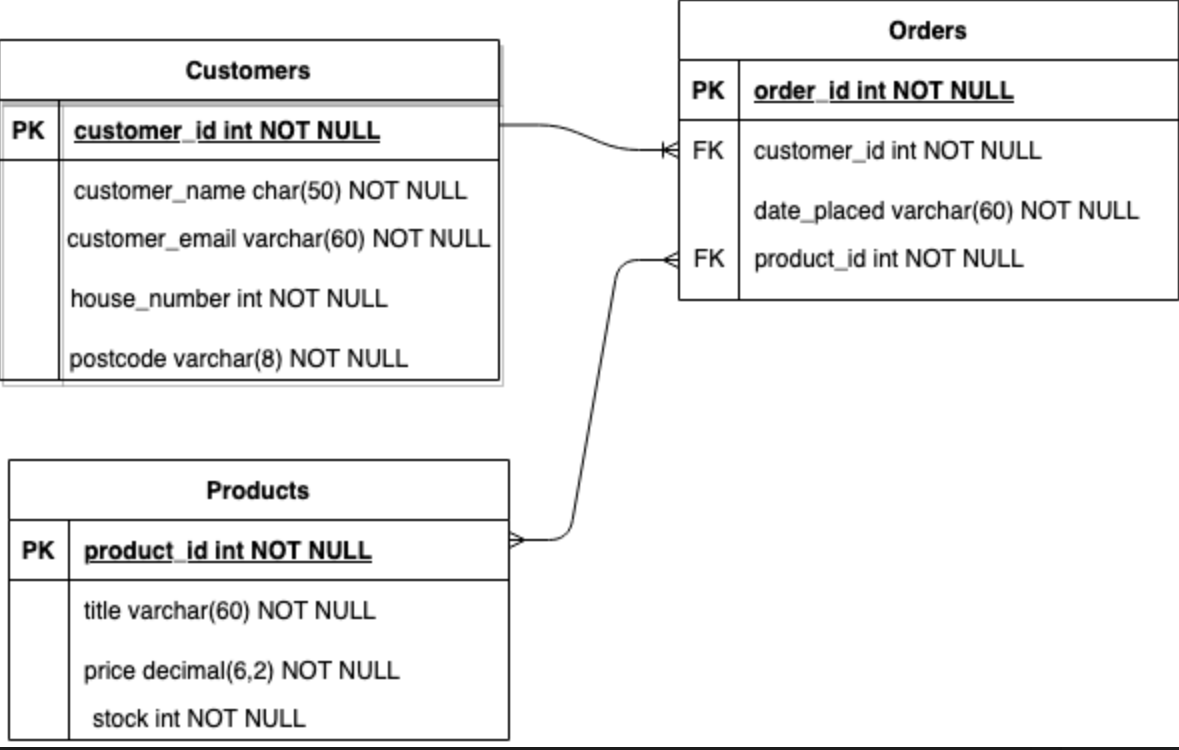 Customers
PK customer_id int NOT NULL
customer_name char(50) NOT NULL
customer_email varchar(60) NOT NULL
house_number int NOT NULL
postcode varchar(8) NOT NULL
Orders
PK order_id int NOT NULL
FK customer_id int NOT NULL
date_placed varchar(60) NOT NULL
FK product_id int NOT NULL
Products
PK product_id int NOT NULL
title varchar(60) NOT NULL
price decimal(6,2) NOT NULL
stock int NOT NULL